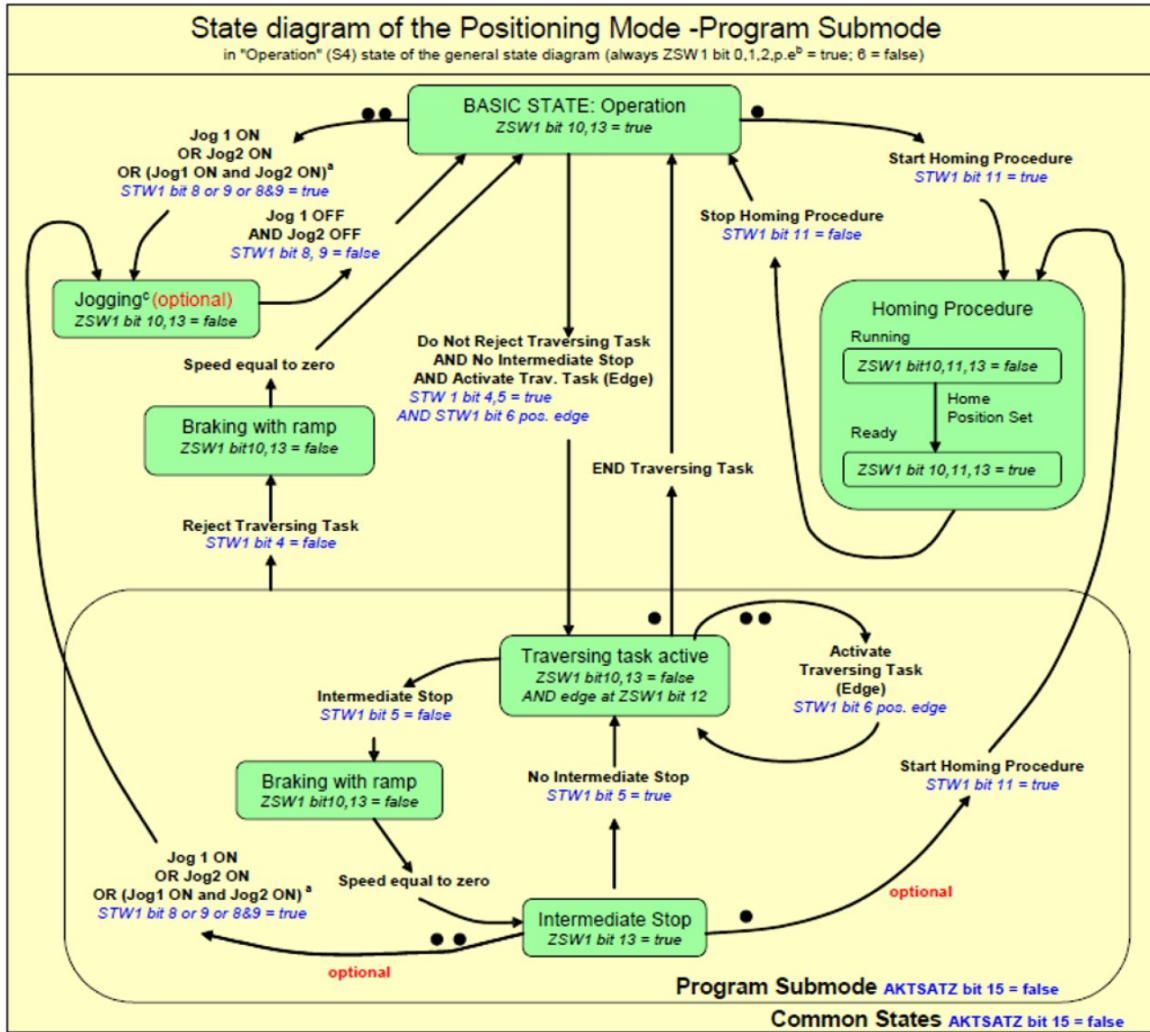 State diagram of the Positioning Mode -Program Submode
in "Operation" (S4) state of the general state diagram (always ZSW1 bit 0,1,2,p.eᵇ = true; 6 = false)
BASIC STATE: Operation
ZSW1 bit 10,13 = true
Jog 1 ON
OR Jog2 ON
OR (Jog1 ON and Jog2 ON)ᵃ
STW1 bit 8 or 9 or 8&9 = true
Jog 1 OFF
AND Jog2 OFF
STW1 bit 8, 9 = false
Start Homing Procedure
STW1 bit 11 = true
Stop Homing Procedure
STW1 bit 11 = false
Joggingᶜ (optional)
ZSW1 bit 10,13 = false
Homing Procedure
Running
ZSW1 bit10,11,13 = false
Home
Position Set
Ready
ZSW1 bit 10,11,13 = true
Speed equal to zero
Do Not Reject Traversing Task
AND No Intermediate Stop
AND Activate Trav. Task (Edge)
STW 1 bit 4,5 = true
AND STW1 bit 6 pos. edge
Braking with ramp
ZSW1 bit10,13 = false
END Traversing Task
Reject Traversing Task
STW1 bit 4 = false
Traversing task active
ZSW1 bit10,13 = false
AND edge at ZSW1 bit 12
Activate
Traversing Task
(Edge)
STW1 bit 6 pos. edge
Intermediate Stop
STW1 bit 5 = false
Braking with ramp
ZSW1 bit10,13 = false
No Intermediate Stop
STW1 bit 5 = true
Start Homing Procedure
STW1 bit 11 = true
Jog 1 ON
OR Jog2 ON
OR (Jog1 ON and Jog2 ON) ᵃ
STW1 bit 8 or 9 or 8&9 = true
Speed equal to zero
Intermediate Stop
ZSW1 bit 13 = true
optional
optional
Program Submode AKTSATZ bit 15 = false
Common States AKTSATZ bit 15 = false